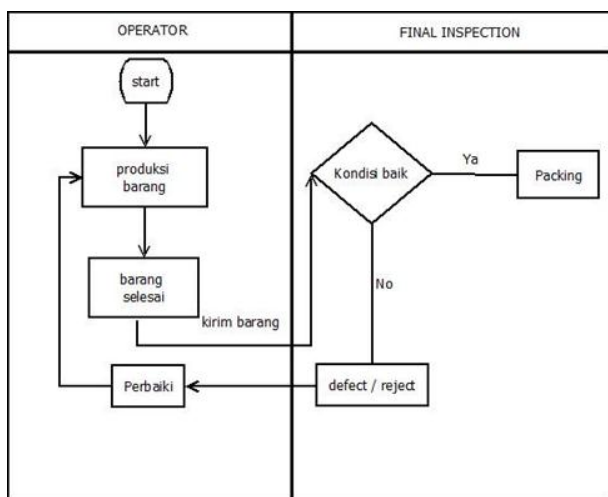 OPERATOR
FINAL INSPECTION
start
produksi
barang
barang
selesai
kirim barang
Perbaiki
Kondisi baik
Ya
Packing
No
defect / reject